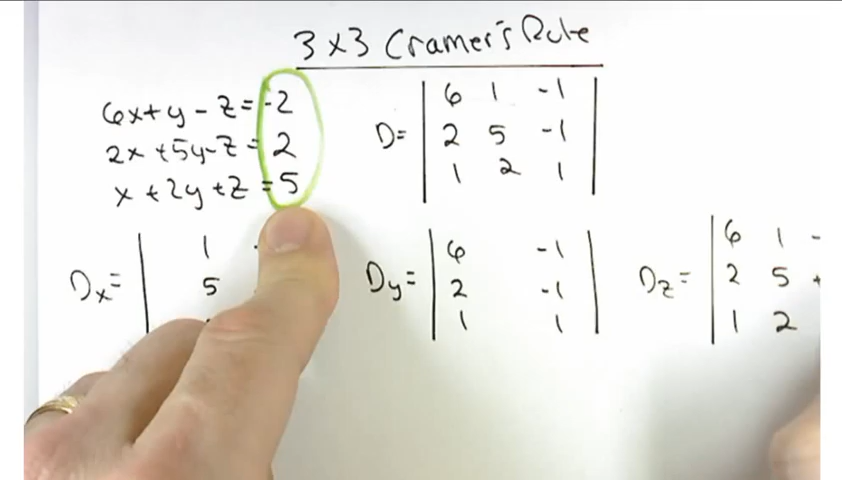 3x3 Cramer's Rule
6x+y-z=-2
2x+5y-z=2
x+2y+z=5
D= | 6 1 -1 |
| 2 5 -1 |
| 1 2 1 |
Dx= | 1
5
Dy= | 6 -1 |
| 2 -1 |
| 1 1 |
Dz= | 6 1 -
| 2 5
| 1 2